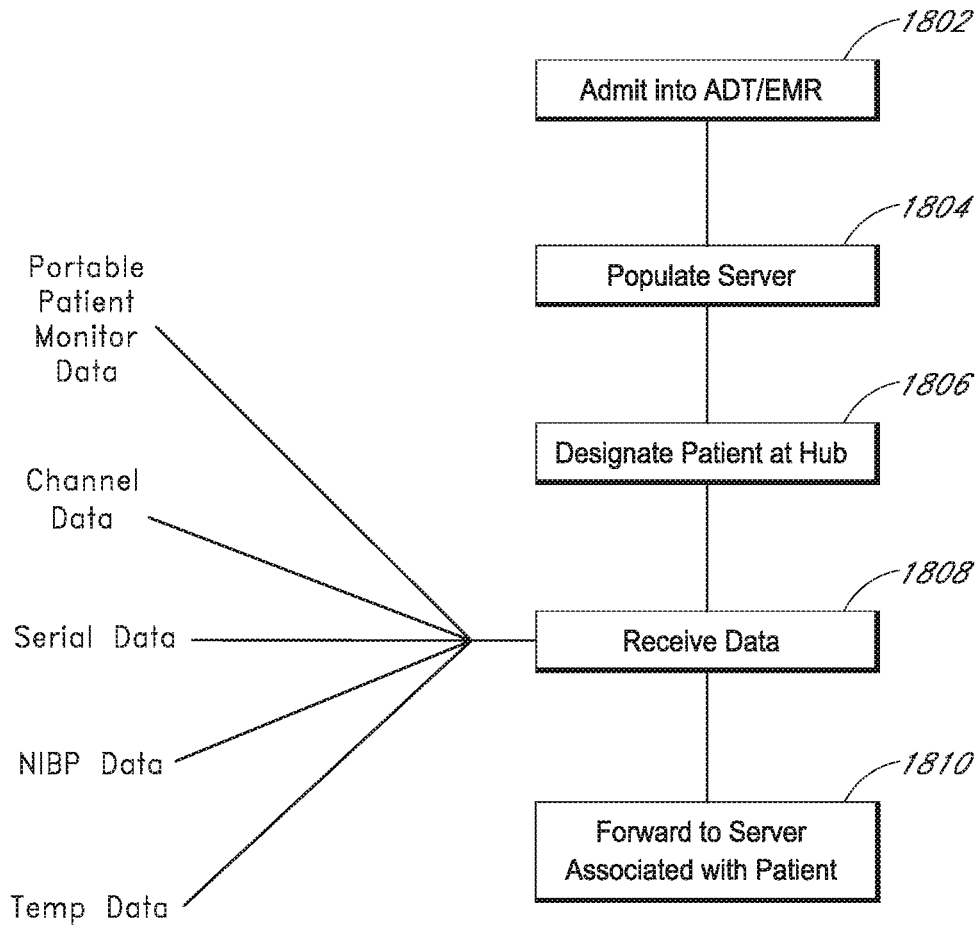 1802
Admit into ADT/EMR
1804
Populate Server
Portable
Patient
Monitor
Data
1806
Designate Patient at Hub
Channel
Data
1808
Serial Data
Receive Data
NIBP Data
1810
Forward to Server
Associated with Patient
Temp Data